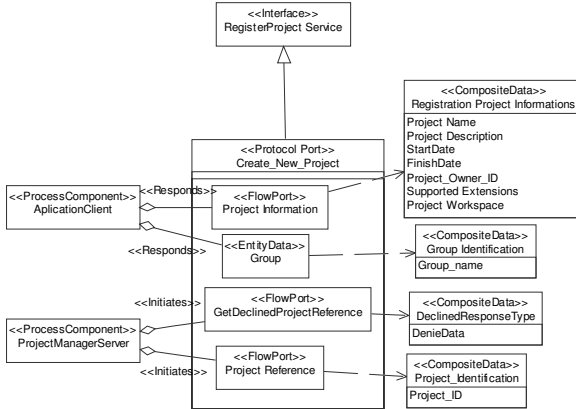 <<Interface>>
RegisterProject Service
<<CompositeData>>
Registration Project Informations
Project Name
Project Description
StartDate
FinishDate
Project_Owner_ID
Supported Extensions
Project Workspace
<<Protocol Port>>
Create_New_Project
<<ProcessComponent>>
AplicationClient
<<Responds>>
<<FlowPort>>
Project Information
<<Responds>>
<<EntityData>>
Group
<<CompositeData>>
Group Identification
Group_name
<<ProcessComponent>>
ProjectManagerServer
<<Initiates>>
<<FlowPort>>
GetDeclinedProjectReference
<<CompositeData>>
DeclinedResponseType
DenieData
<<Initiates>>
<<FlowPort>>
Project Reference
<<CompositeData>>
Project_Identification
Project_ID